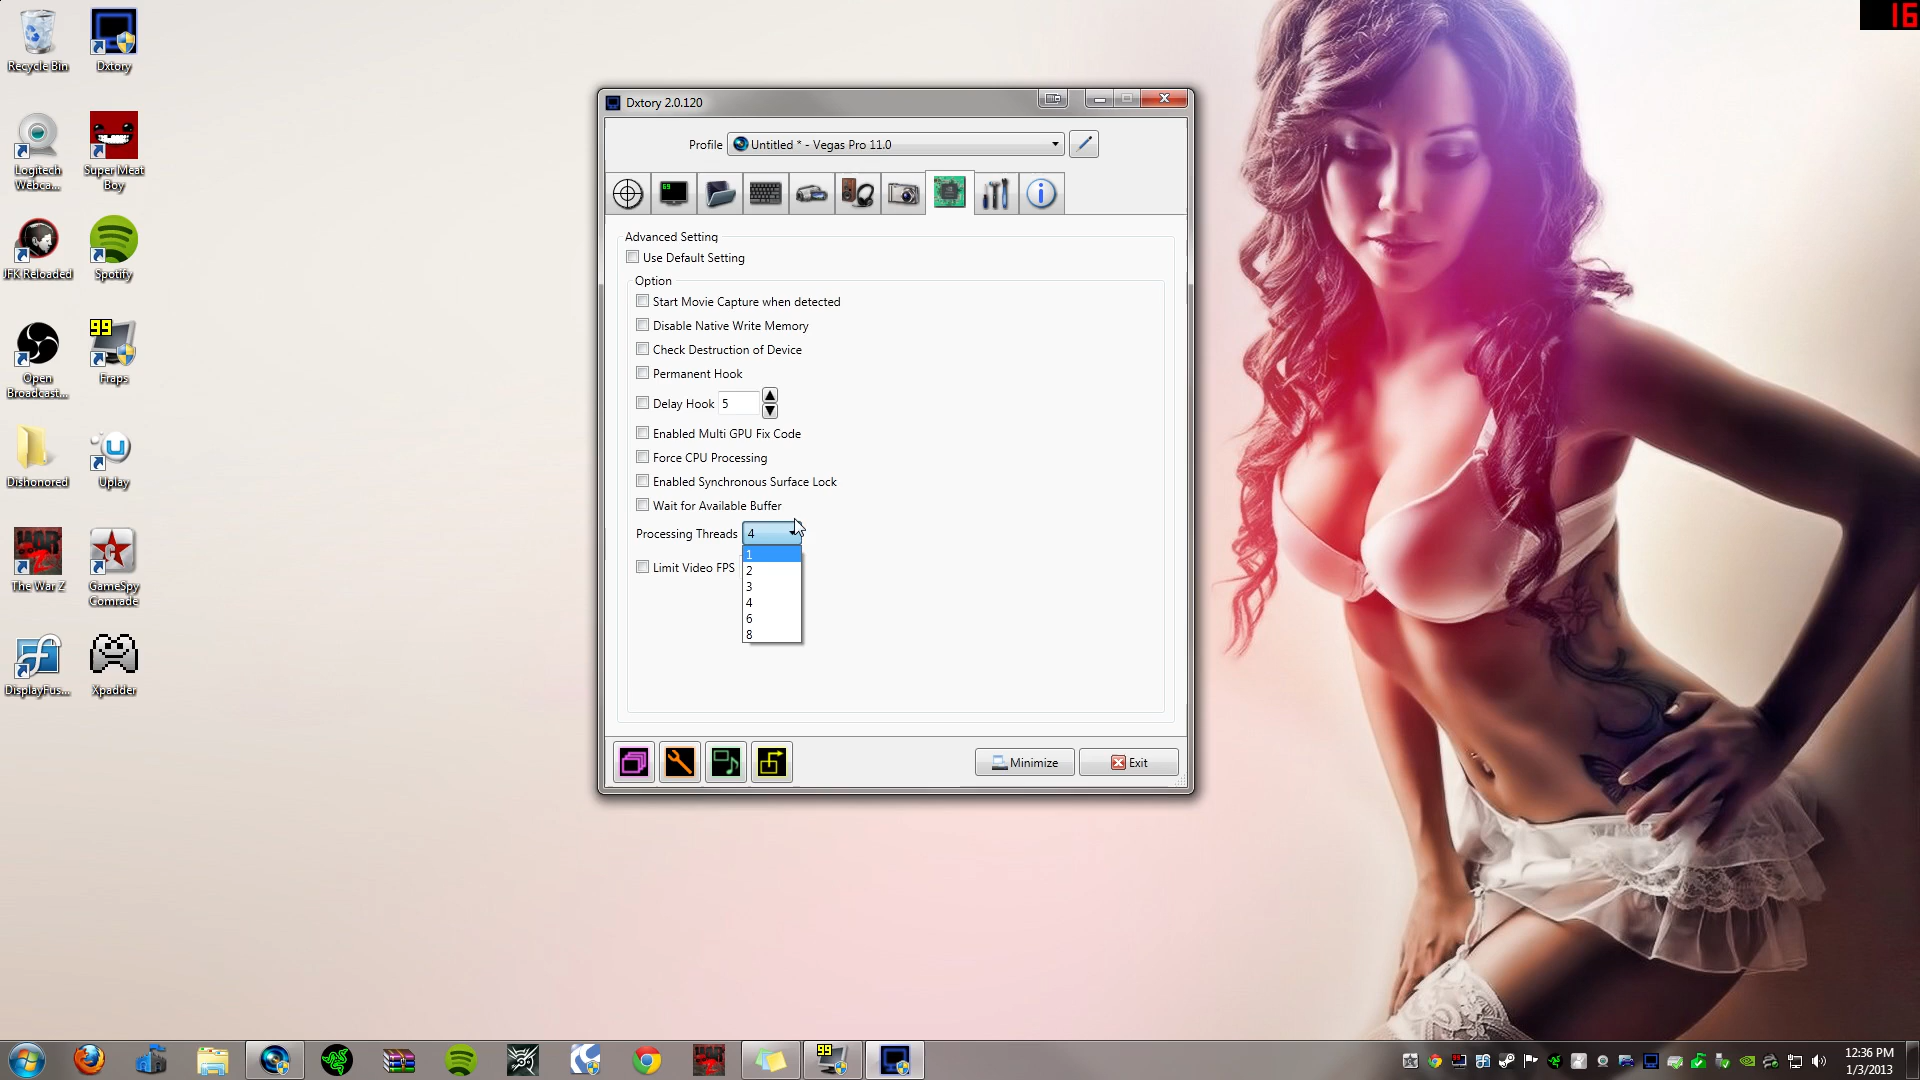 Recycle Bin
Dxtory
Logitech Webca...
Super Meat Boy
JFK Reloaded
Spotify
Open Broadcast...
99
Fraps
Dishonored
Uplay
The War Z
GameSpy Comrade
DisplayFus...
Xpadder
16
Dxtory 2.0.120
Profile
Untitled * - Vegas Pro 11.0
69
Advanced Setting
Use Default Setting
Option
Start Movie Capture when detected
Disable Native Write Memory
Check Destruction of Device
Permanent Hook
Delay Hook 5
Enabled Multi GPU Fix Code
Force CPU Processing
Enabled Synchronous Surface Lock
Wait for Available Buffer
Processing Threads 4
1
2
3
4
6
8
Limit Video FPS
Minimize
Exit
99
12:36 PM
1/3/2013